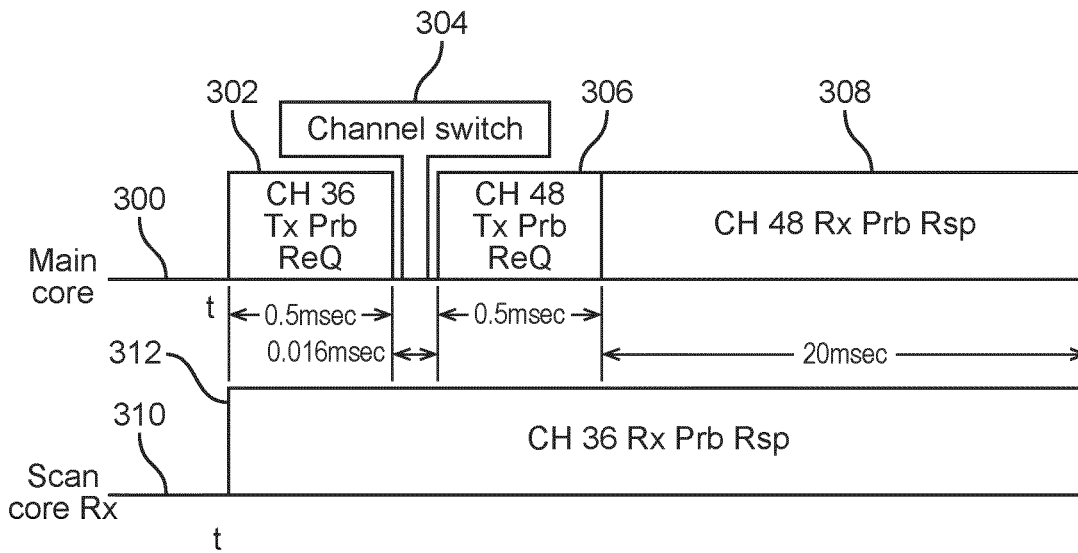 304
302
306
308
Channel switch
300
CH 36
Tx Prb
ReQ
CH 48
Tx Prb
ReQ
CH 48 Rx Prb Rsp
Main
core
t
0.5msec
0.5msec
0.016msec
20msec
312
310
CH 36 Rx Prb Rsp
Scan
core Rx
t